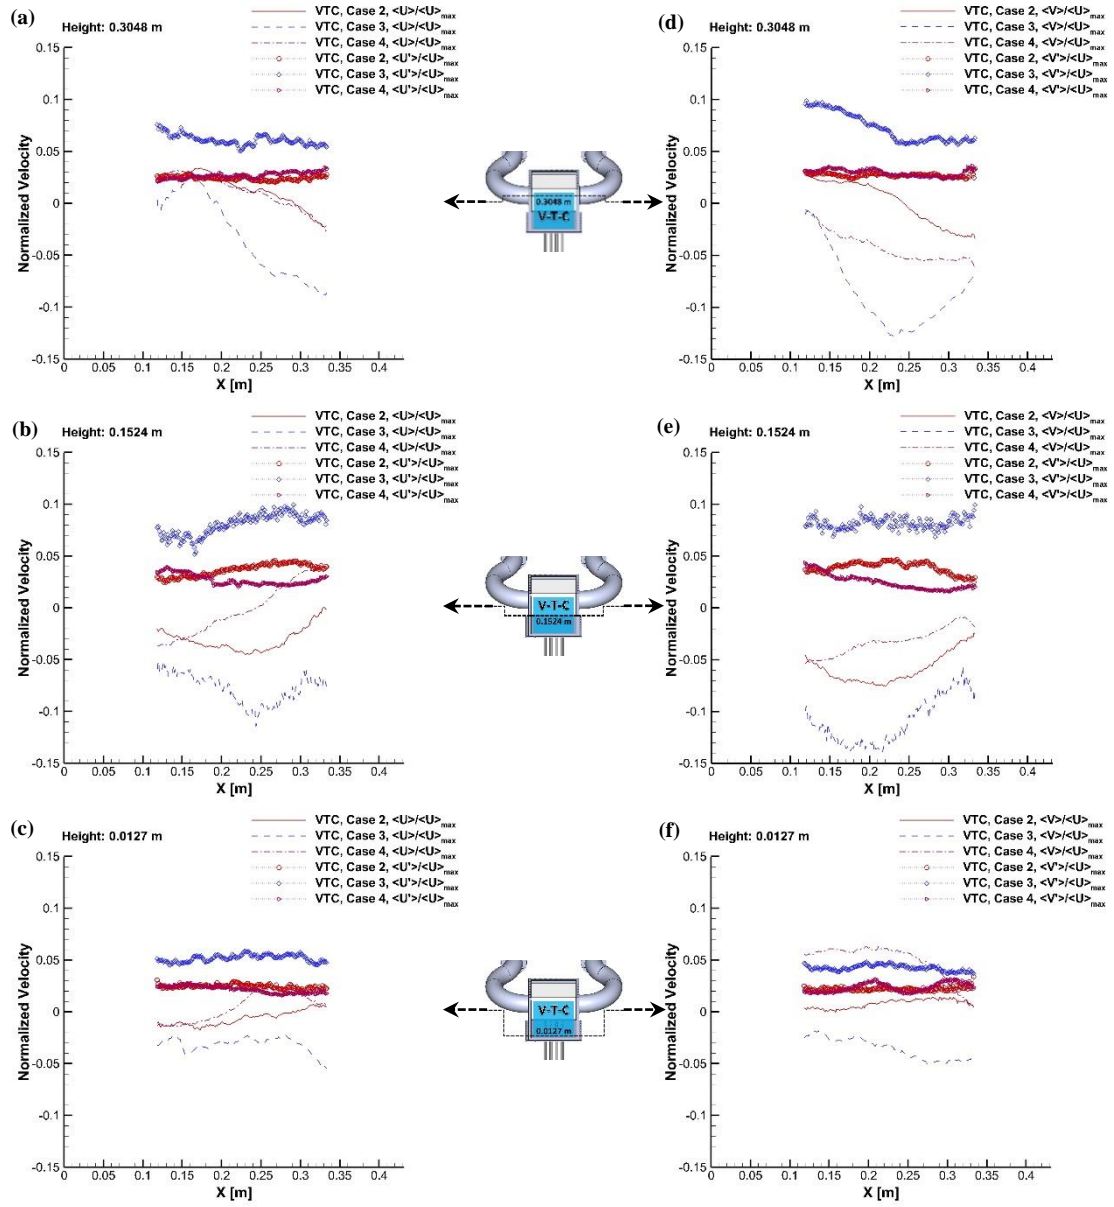 (a)
Height: 0.3048 m
VTC, Case 2, <U>/<U>max
VTC, Case 3, <U>/<U>max
VTC, Case 4, <U>/<U>max
VTC, Case 2, <U'>/<U>max
VTC, Case 3, <U'>/<U>max
VTC, Case 4, <U'>/<U>max
Normalized Velocity
0.15
0.1
0.05
0
-0.05
-0.1
-0.15
0 0.05 0.1 0.15 0.2 0.25 0.3 0.35 0.4
X [m]
0.3048 m
V-T-C
(d)
Height: 0.3048 m
VTC, Case 2, <V>/<U>max
VTC, Case 3, <V>/<U>max
VTC, Case 4, <V>/<U>max
VTC, Case 2, <V'>/<U>max
VTC, Case 3, <V'>/<U>max
VTC, Case 4, <V'>/<U>max
Normalized Velocity
0.15
0.1
0.05
0
-0.05
-0.1
-0.15
0 0.05 0.1 0.15 0.2 0.25 0.3 0.35 0.4
X [m]
(b)
Height: 0.1524 m
VTC, Case 2, <U>/<U>max
VTC, Case 3, <U>/<U>max
VTC, Case 4, <U>/<U>max
VTC, Case 2, <U'>/<U>max
VTC, Case 3, <U'>/<U>max
VTC, Case 4, <U'>/<U>max
Normalized Velocity
0.15
0.1
0.05
0
-0.05
-0.1
-0.15
0 0.05 0.1 0.15 0.2 0.25 0.3 0.35 0.4
X [m]
V-T-C
0.1524 m
(e)
Height: 0.1524 m
VTC, Case 2, <V>/<U>max
VTC, Case 3, <V>/<U>max
VTC, Case 4, <V>/<U>max
VTC, Case 2, <V'>/<U>max
VTC, Case 3, <V'>/<U>max
VTC, Case 4, <V'>/<U>max
Normalized Velocity
0.15
0.1
0.05
0
-0.05
-0.1
-0.15
0 0.05 0.1 0.15 0.2 0.25 0.3 0.35 0.4
X [m]
(c)
Height: 0.0127 m
VTC, Case 2, <U>/<U>max
VTC, Case 3, <U>/<U>max
VTC, Case 4, <U>/<U>max
VTC, Case 2, <U'>/<U>max
VTC, Case 3, <U'>/<U>max
VTC, Case 4, <U'>/<U>max
Normalized Velocity
0.15
0.1
0.05
0
-0.05
-0.1
-0.15
0 0.05 0.1 0.15 0.2 0.25 0.3 0.35 0.4
X [m]
V-T-C
0.0127 m
(f)
Height: 0.0127 m
VTC, Case 2, <V>/<U>max
VTC, Case 3, <V>/<U>max
VTC, Case 4, <V>/<U>max
VTC, Case 2, <V'>/<U>max
VTC, Case 3, <V'>/<U>max
VTC, Case 4, <V'>/<U>max
Normalized Velocity
0.15
0.1
0.05
0
-0.05
-0.1
-0.15
0 0.05 0.1 0.15 0.2 0.25 0.3 0.35 0.4
X [m]